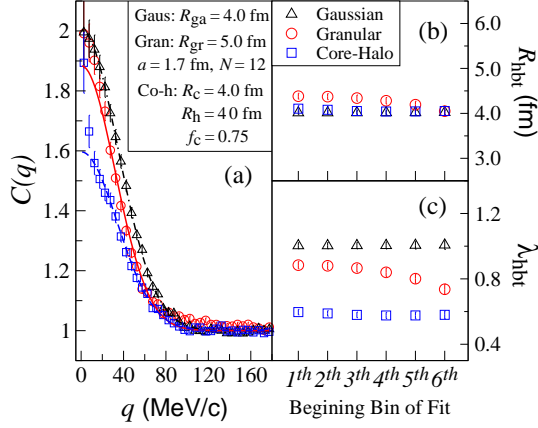 Gaus: Rga = 4.0 fm
Gran: Rgr = 5.0 fm
a = 1.7 fm, N = 12
Co-h: Rc = 4.0 fm
Rh = 40 fm
fc = 0.75
Gaussian
Granular
Core-Halo
(a)
(b)
(c)
C(q)
2.2
2
1.8
1.6
1.4
1.2
1
0 40 80 120 160
q (MeV/c)
6.0
5.0
4.0
3.0
Rhbt (fm)
1.2
0.8
0.4
λhbt
1th 2th 3th 4th 5th 6th
Begining Bin of Fit